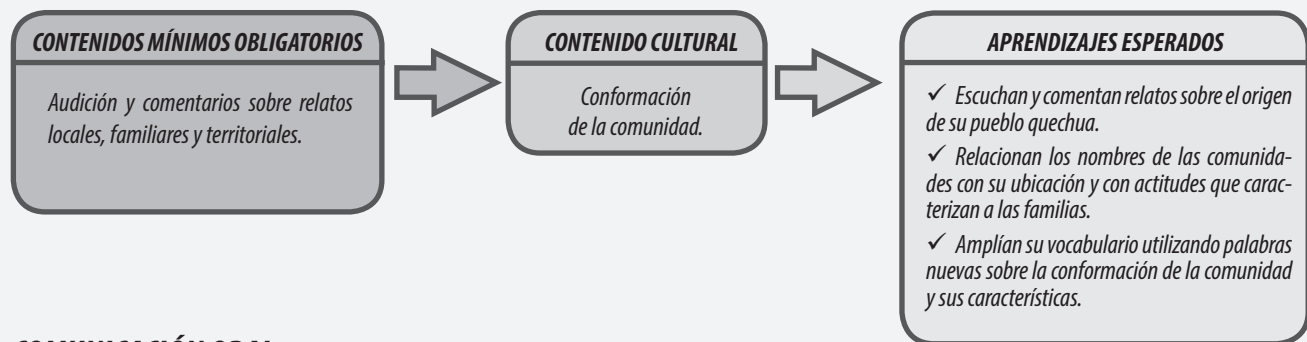 CONTENIDOS MÍNIMOS OBLIGATORIOS
Audición y comentarios sobre relatos
locales, familiares y territoriales.
CONTENIDO CULTURAL
Conformación
de la comunidad.
APRENDIZAJES ESPERADOS
✓ Escuchan y comentan relatos sobre el origen
de su pueblo quechua.
✓ Relacionan los nombres de las comunida-
des con su ubicación y con actitudes que carac-
terizan a las familias.
✓ Amplían su vocabulario utilizando palabras
nuevas sobre la conformación de la comunidad
y sus características.